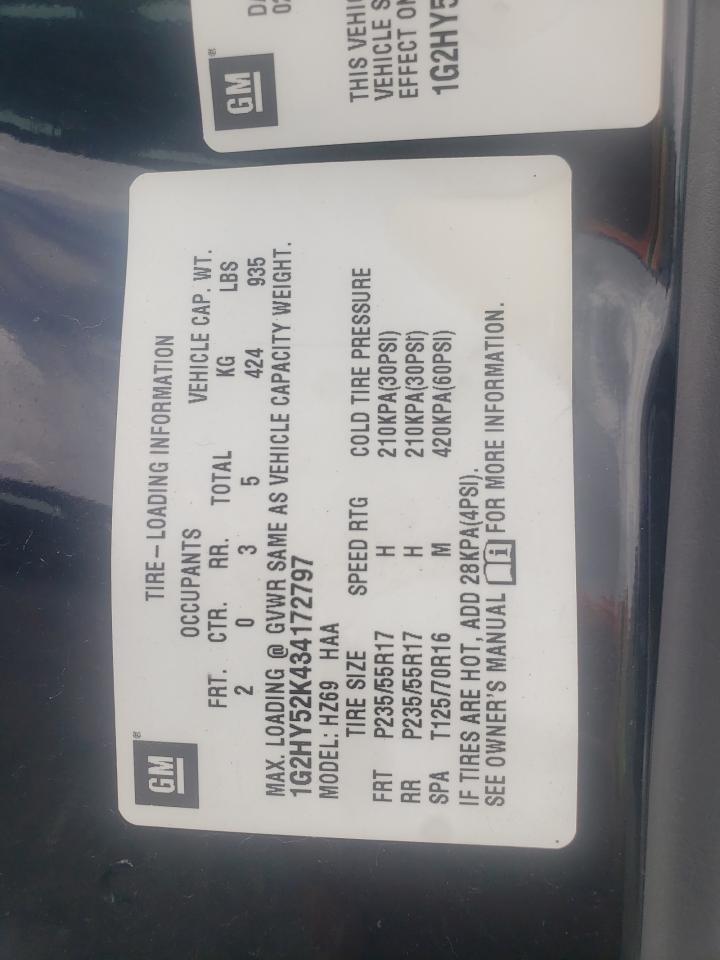 GM
TIRE–LOADING INFORMATION
OCCUPANTS VEHICLE CAP. WT.
FRT. CTR. RR. TOTAL KG LBS
2 0 3 5 424 935
MAX. LOADING @ GVWR SAME AS VEHICLE CAPACITY WEIGHT.
1G2HY52K434172797
MODEL: HZ69 HAA
TIRE SIZE SPEED RTG COLD TIRE PRESSURE
FRT P235/55R17 H 210KPA(30PSI)
RR P235/55R17 H 210KPA(30PSI)
SPA T125/70R16 M 420KPA(60PSI)
IF TIRES ARE HOT, ADD 28KPA(4PSI).
SEE OWNER'S MANUAL FOR MORE INFORMATION.
GM
THIS
VEHICLE
EFFECT ON
1G2HY5